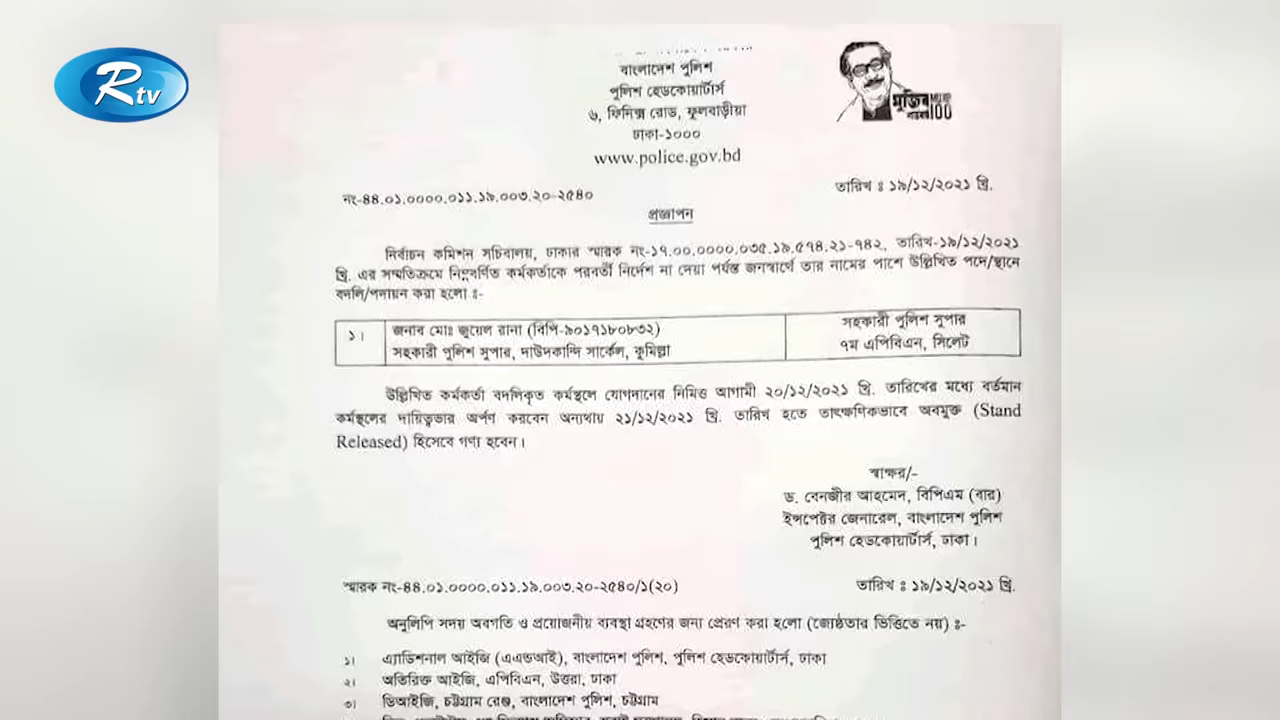 Rtv
বাংলাদেশ পুলিশ
পুলিশ হেডকোয়ার্টার্স
৬, ফিনিক্স রোড, ফুলবাড়ীয়া
ঢাকা-১০০০
www.police.gov.bd
মুজিব 100
নং-৪৪.০১.০০০০.০১১.১৯.০০৩.২০-২৫৪০
তারিখ ঃ ১৯/১২/২০২১ খ্রি.
প্রজ্ঞাপন
নির্বাচন কমিশন সচিবালয়, ঢাকার স্মারক নং-১৭.০০.০০০০.০৩৫.১৯.৫৭৪.২১-৭৪২, তারিখ-১৯/১২/২০২১
খ্রি. এর সম্মতিক্রমে নিম্নবর্ণিত কর্মকর্তাকে পরবর্তী নির্দেশ না দেয়া পর্যন্ত জনস্বার্থে তার নামের পাশে উল্লিখিত পদে/স্থানে
বদলি/পদায়ন করা হলো ঃ-
১। জনাব মোঃ জুয়েল রানা (বিপি-৯০১৭১৮০৮৩২)
সহকারী পুলিশ সুপার, দাউদকান্দি সার্কেল, কুমিল্লা
সহকারী পুলিশ সুপার
৭ম এপিবিএন, সিলেট
উল্লিখিত কর্মকর্তা বদলিকৃত কর্মস্থলে যোগদানের নিমিত্ত আগামী ২০/১২/২০২১ খ্রি. তারিখের মধ্যে বর্তমান
কর্মস্থলের দায়িত্বভার অর্পণ করবেন অন্যথায় ২১/১২/২০২১ খ্রি. তারিখ হতে তাৎক্ষণিকভাবে অবমুক্ত (Stand
Released) হিসেবে গণ্য হবেন।
স্বাক্ষর/-
ড. বেনজীর আহমেদ, বিপিএম (বার)
ইন্সপেক্টর জেনারেল, বাংলাদেশ পুলিশ
পুলিশ হেডকোয়ার্টার্স, ঢাকা।
স্মারক নং-৪৪.০১.০০০০.০১১.১৯.০০৩.২০-২৫৪০/১(২০)
তারিখ ঃ ১৯/১২/২০২১ খ্রি.
অনুলিপি সদয় অবগতি ও প্রয়োজনীয় ব্যবস্থা গ্রহণের জন্য প্রেরণ করা হলো (জ্যেষ্ঠতার ভিত্তিতে নয়) ঃ-
১। এ্যাডিশনাল আইজি (এএন্ডআই), বাংলাদেশ পুলিশ, পুলিশ হেডকোয়ার্টার্স, ঢাকা
২। অতিরিক্ত আইজি, এপিবিএন, উত্তরা, ঢাকা
৩। ডিআইজি, চট্টগ্রাম রেঞ্জ, বাংলাদেশ পুলিশ, চট্টগ্রাম